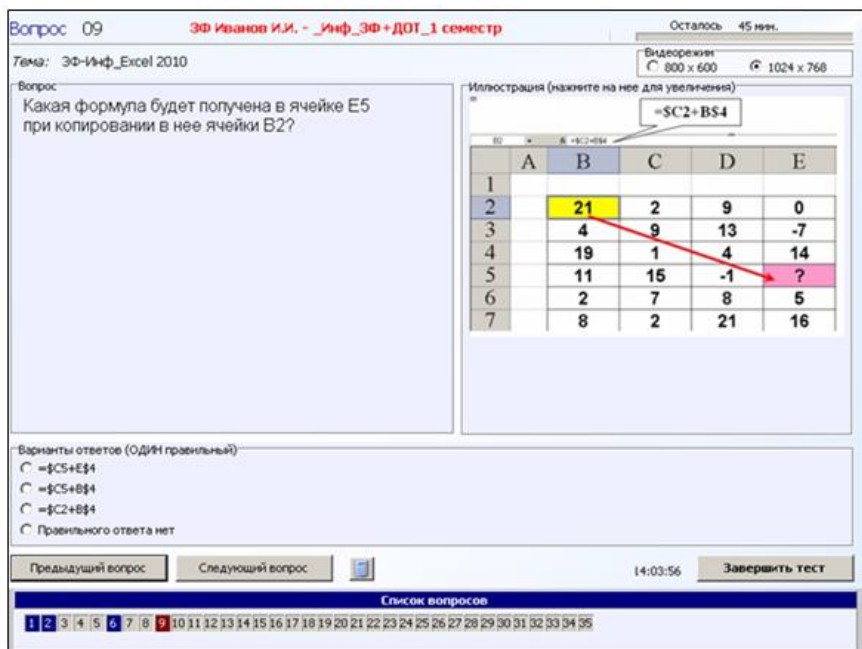 Вопрос 09
ЗФ Иванов И.И. - _Инф_ЗФ+ДОТ_1 семестр
Осталось 45 мин.
Тема: ЗФ-Инф_Excel 2010
Видеорежим
800 x 600 1024 x 768
Вопрос
Какая формула будет получена в ячейке E5
при копировании в нее ячейки B2?
Иллюстрация (нажмите на нее для увеличения)
=$C2+B$4
B2 =$C2+B$4
A B C D E
1
2 21 2 9 0
3 4 9 13 -7
4 19 1 4 14
5 11 15 -1 ?
6 2 7 8 5
7 8 2 21 16
Варианты ответов (ОДИН правильный)
=$C5+E$4
=$C5+B$4
=$C2+B$4
Правильного ответа нет
Предыдущий вопрос Следующий вопрос 14:03:56 Завершить тест
Список вопросов
1 2 3 4 5 6 7 8 9 10 11 12 13 14 15 16 17 18 19 20 21 22 23 24 25 26 27 28 29 30 31 32 33 34 35